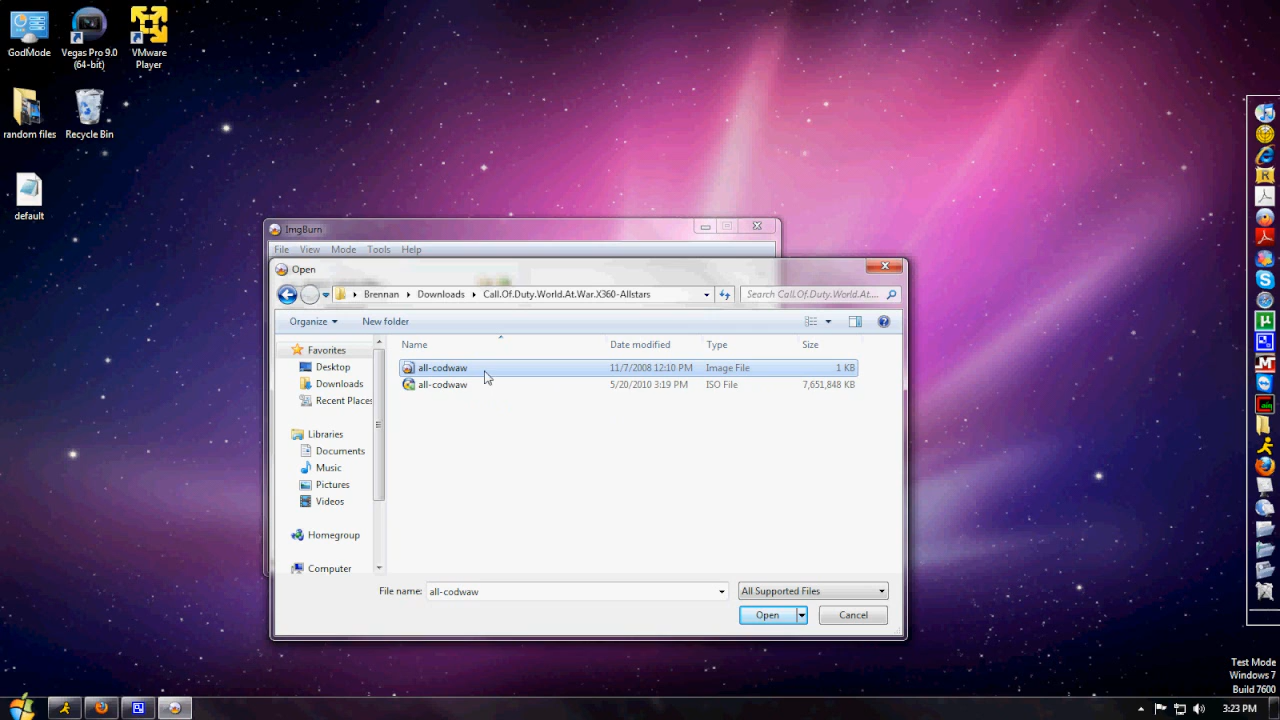 GodMode
Vegas Pro 9.0
(64-bit)
VMware
Player
random files
Recycle Bin
default
ImgBurn
File View Mode Tools Help
Open
Brennan Downloads Call.Of.Duty.World.At.War.X360-Allstars
Search Call.Of.Duty.World.At....
Organize
New folder
Name Date modified Type Size
all-codwaw 11/7/2008 12:10 PM Image File 1 KB
all-codwaw 5/20/2010 3:19 PM ISO File 7,651,848 KB
Favorites
Desktop
Downloads
Recent Places
Libraries
Documents
Music
Pictures
Videos
Homegroup
Computer
File name: all-codwaw
All Supported Files
Open
Cancel
Test Mode
Windows 7
Build 7600
3:23 PM